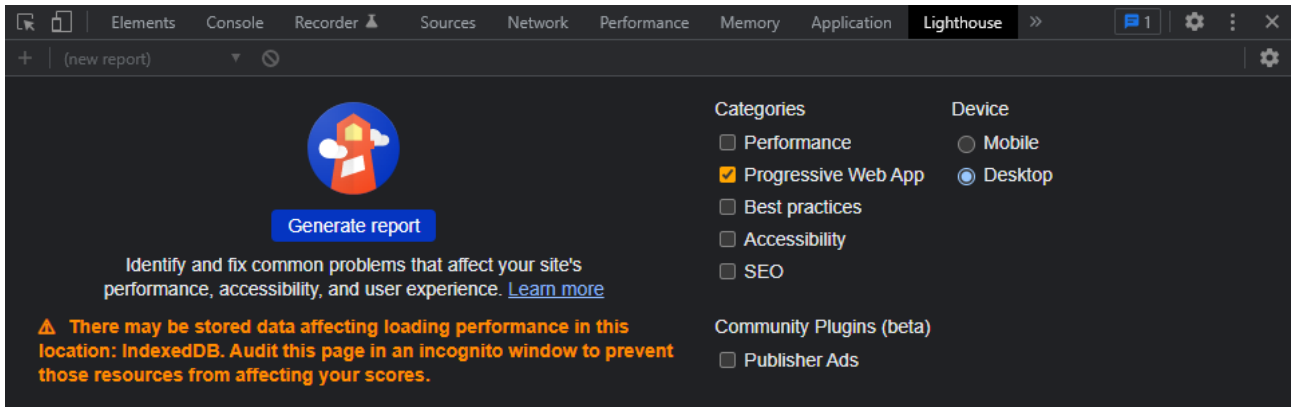 Elements Console Recorder Sources Network Performance Memory Application Lighthouse » 1
+ (new report)
Generate report
Identify and fix common problems that affect your site's
performance, accessibility, and user experience. Learn more
There may be stored data affecting loading performance in this
location: IndexedDB. Audit this page in an incognito window to prevent
those resources from affecting your scores.
Categories
Performance
Progressive Web App
Best practices
Accessibility
SEO
Community Plugins (beta)
Publisher Ads
Device
Mobile
Desktop